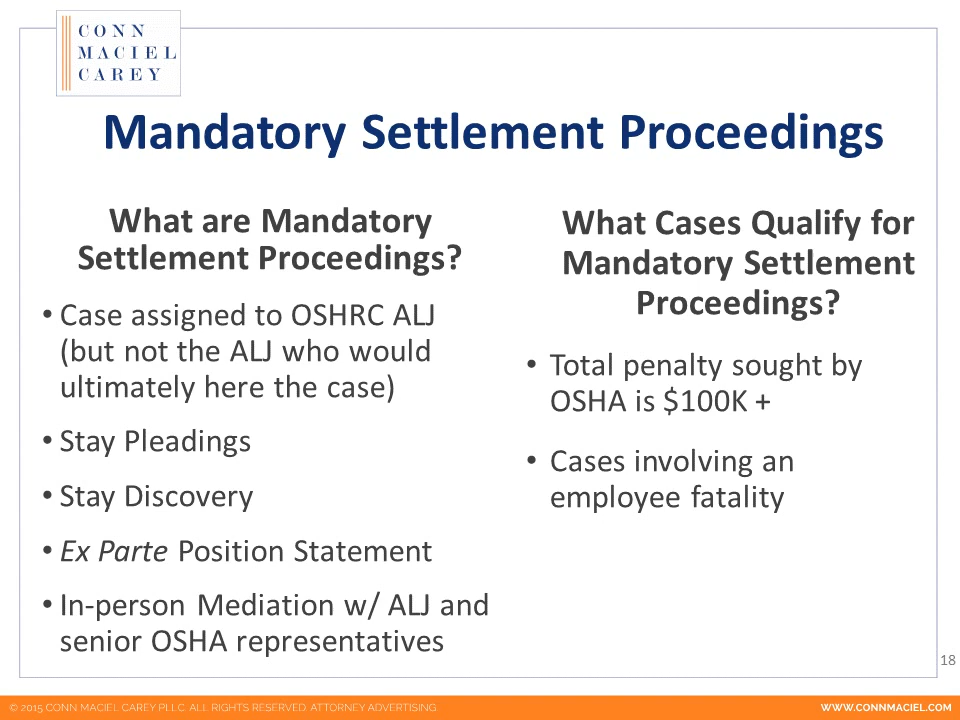 CONN
MACIEL
CAREY
Mandatory Settlement Proceedings
What are Mandatory
Settlement Proceedings?
• Case assigned to OSHRC ALJ
(but not the ALJ who would
ultimately here the case)
• Stay Pleadings
• Stay Discovery
• Ex Parte Position Statement
• In-person Mediation w/ ALJ and
senior OSHA representatives
What Cases Qualify for
Mandatory Settlement
Proceedings?
• Total penalty sought by
OSHA is $100K +
• Cases involving an
employee fatality
18
© 2015 CONN MACIEL CAREY PLLC. ALL RIGHTS RESERVED. ATTORNEY ADVERTISING.
WWW.CONNMACIEL.COM